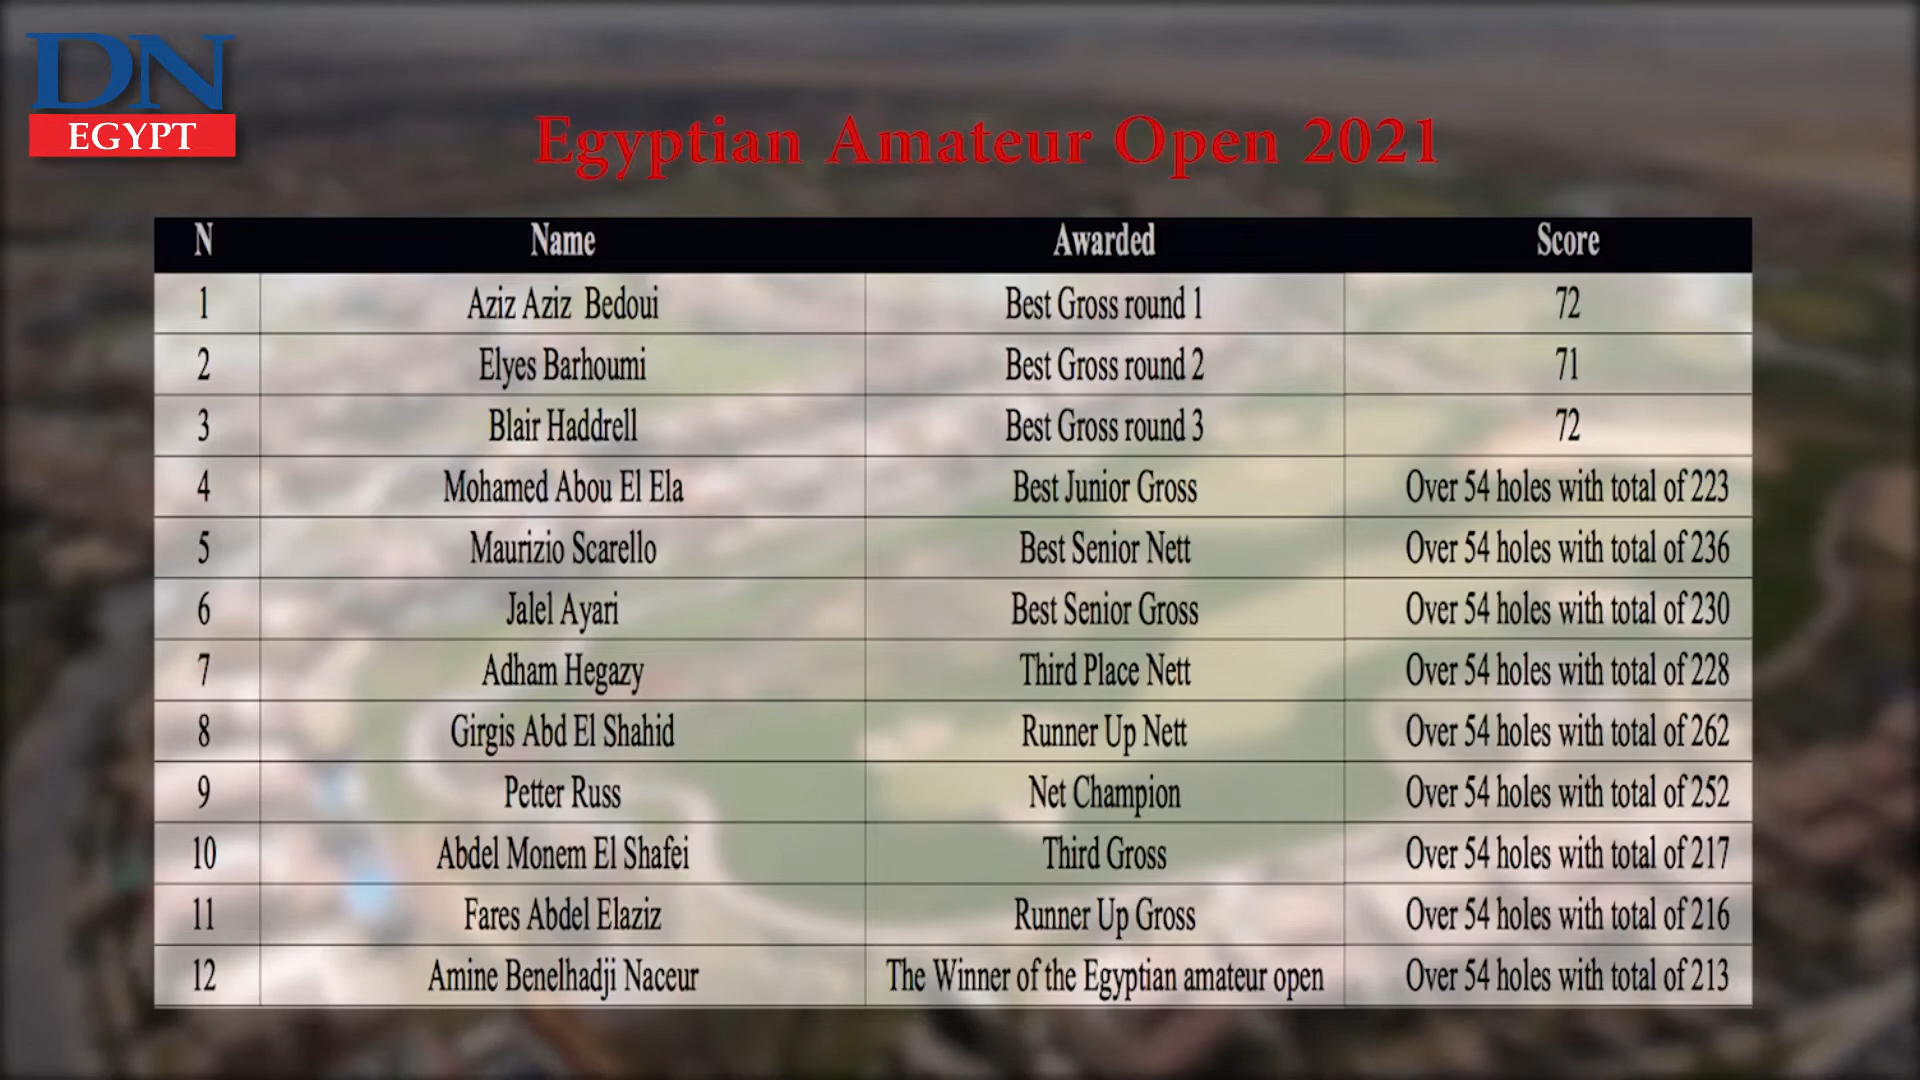 DN
EGYPT
Egyptian Amateur Open 2021
N Name Awarded Score
1 Aziz Aziz Bedoui Best Gross round 1 72
2 Elyes Barhoumi Best Gross round 2 71
3 Blair Haddrell Best Gross round 3 72
4 Mohamed Abou El Ela Best Junior Gross Over 54 holes with total of 223
5 Maurizio Scarello Best Senior Nett Over 54 holes with total of 236
6 Jalel Ayari Best Senior Gross Over 54 holes with total of 230
7 Adham Hegazy Third Place Nett Over 54 holes with total of 228
8 Girgis Abd El Shahid Runner Up Nett Over 54 holes with total of 262
9 Petter Russ Net Champion Over 54 holes with total of 252
10 Abdel Monem El Shafei Third Gross Over 54 holes with total of 217
11 Fares Abdel Elaziz Runner Up Gross Over 54 holes with total of 216
12 Amine Benelhadji Naceur The Winner of the Egyptian amateur open Over 54 holes with total of 213